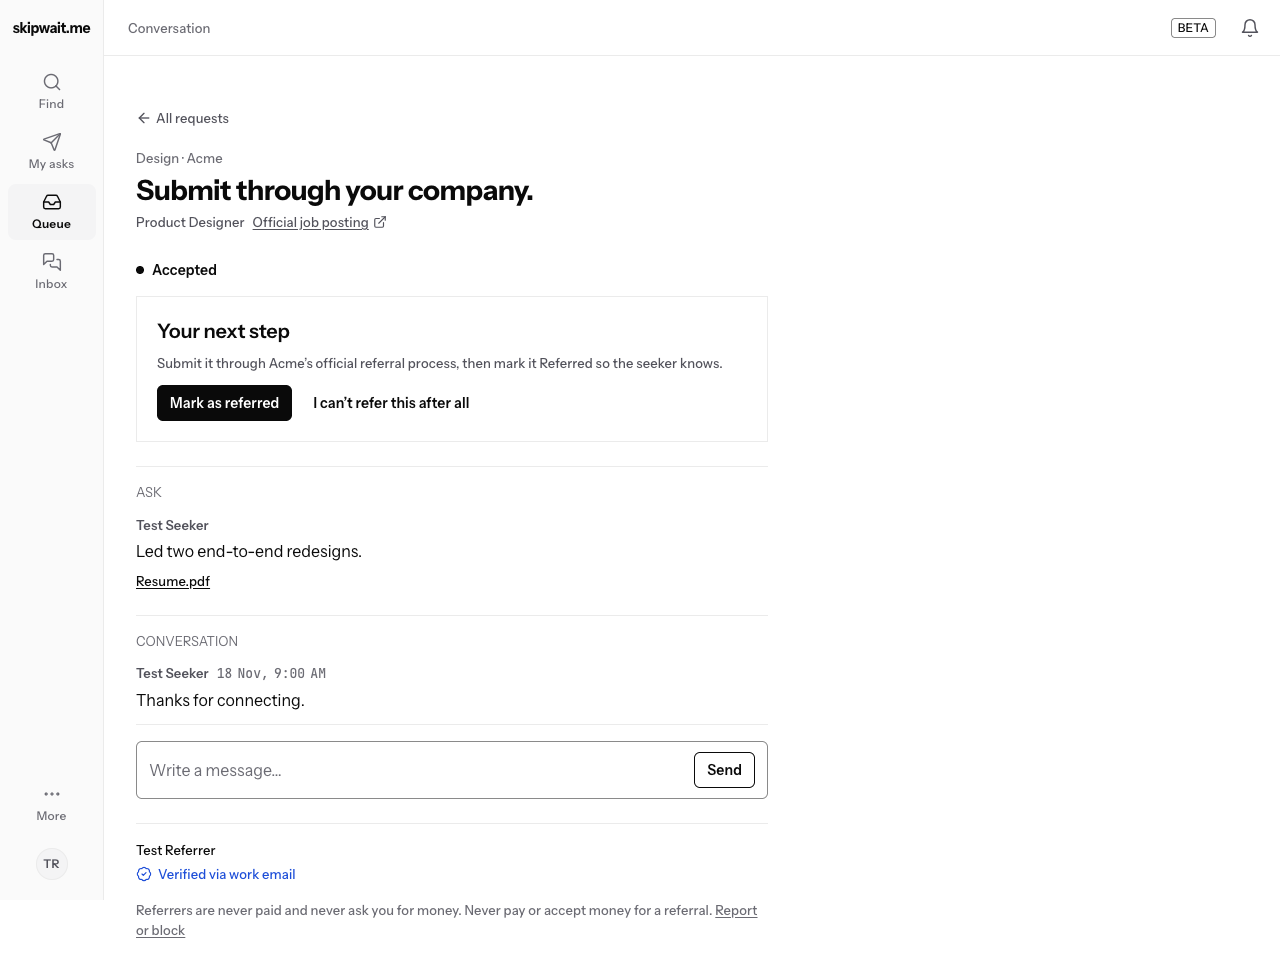 skipwait.me
Conversation
BETA
Find
My asks
Queue
Inbox
More
TR
All requests
Design · Acme
Submit through your company.
Product Designer Official job posting
Accepted
Your next step
Submit it through Acme’s official referral process, then mark it Referred so the seeker knows.
Mark as referred I can’t refer this after all
ASK
Test Seeker
Led two end-to-end redesigns.
Resume.pdf
CONVERSATION
Test Seeker 18 Nov, 9:00 AM
Thanks for connecting.
Write a message… Send
Test Referrer
Verified via work email
Referrers are never paid and never ask you for money. Never pay or accept money for a referral. Report
or block